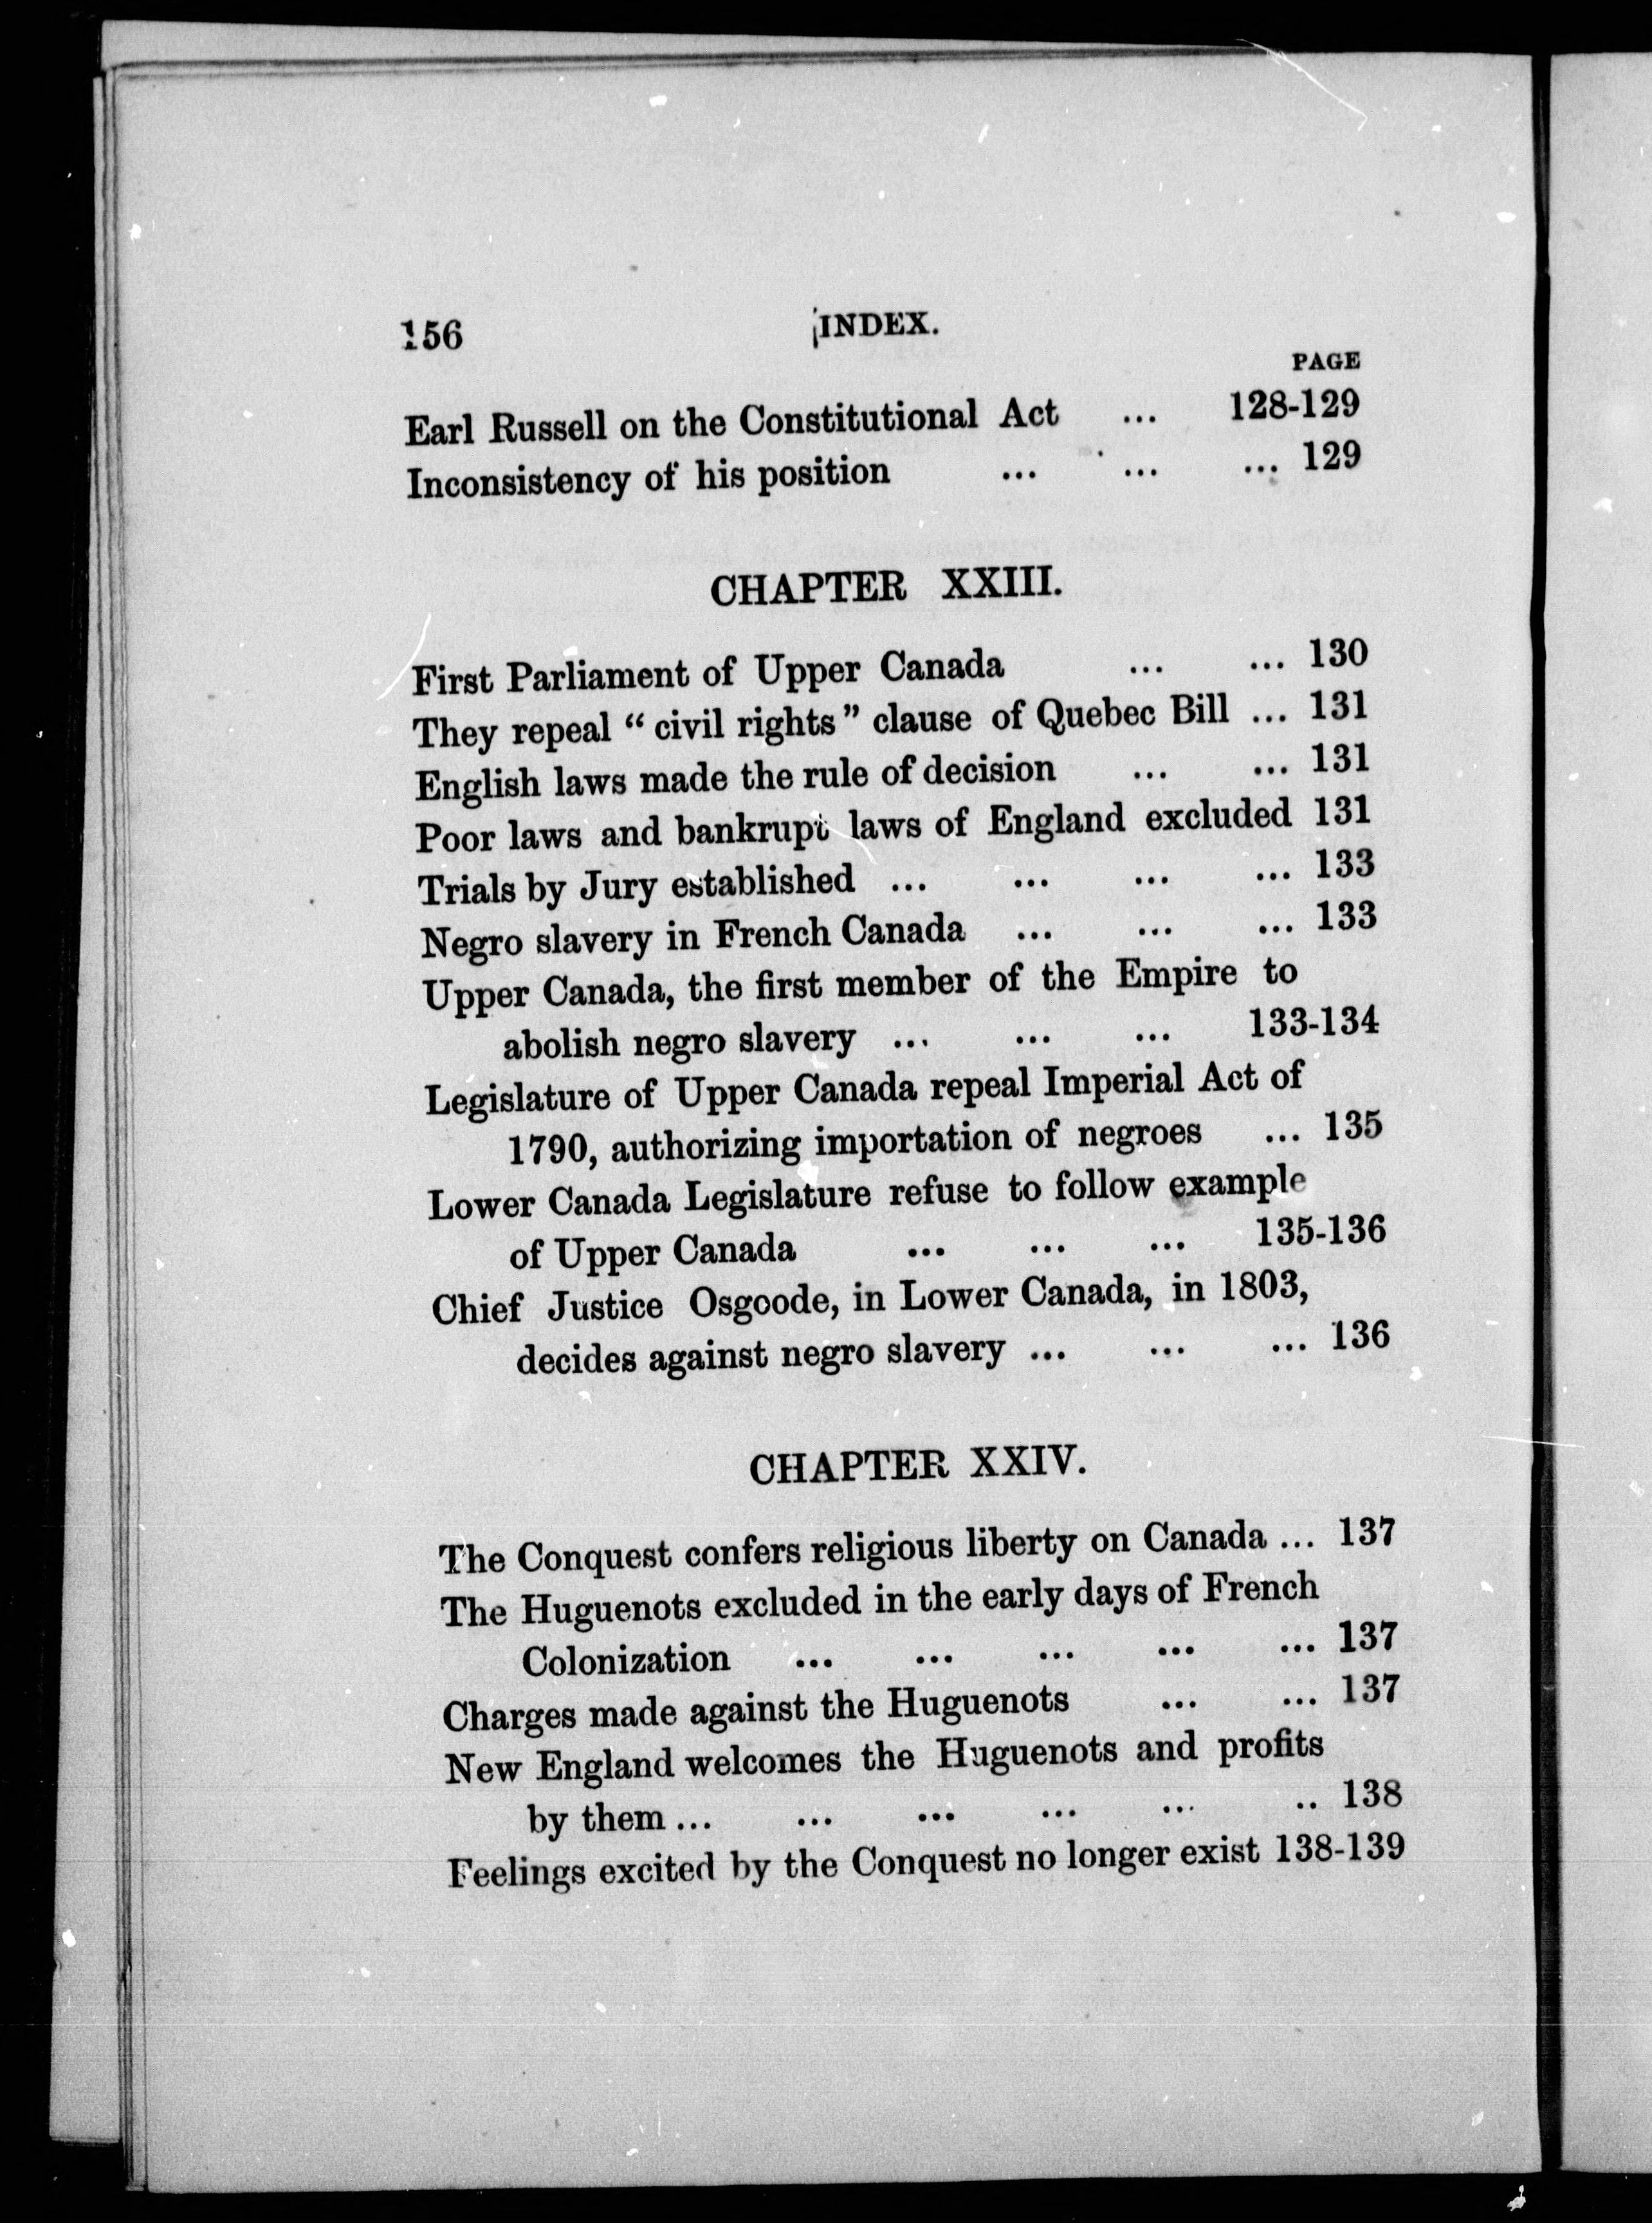 156 INDEX.
PAGE
Earl Russell on the Constitutional Act ... 128-129
Inconsistency of his position ... ... ... 129
CHAPTER XXIII.
First Parliament of Upper Canada ... ... 130
They repeal “ civil rights” clause of Quebec Bill ... 131
English laws made the rule of decision ... ... 131
Poor laws and bankrupt laws of England excluded 131
Trials by Jury established ... ... ... ... 133
Negro slavery in French Canada ... ... ... 133
Upper Canada, the first member of the Empire to
abolish negro slavery ... ... ... 133-134
Legislature of Upper Canada repeal Imperial Act of
1790, authorizing importation of negroes ... 135
Lower Canada Legislature refuse to follow example
of Upper Canada ... ... ... 135-136
Chief Justice Osgoode, in Lower Canada, in 1803,
decides against negro slavery ... ... ... 136
CHAPTER XXIV.
The Conquest confers religious liberty on Canada ... 137
The Huguenots excluded in the early days of French
Colonization ... ... ... ... ... 137
Charges made against the Huguenots ... ... 137
New England welcomes the Huguenots and profits
by them ... ... ... ... ... .. 138
Feelings excited by the Conquest no longer exist 138-139